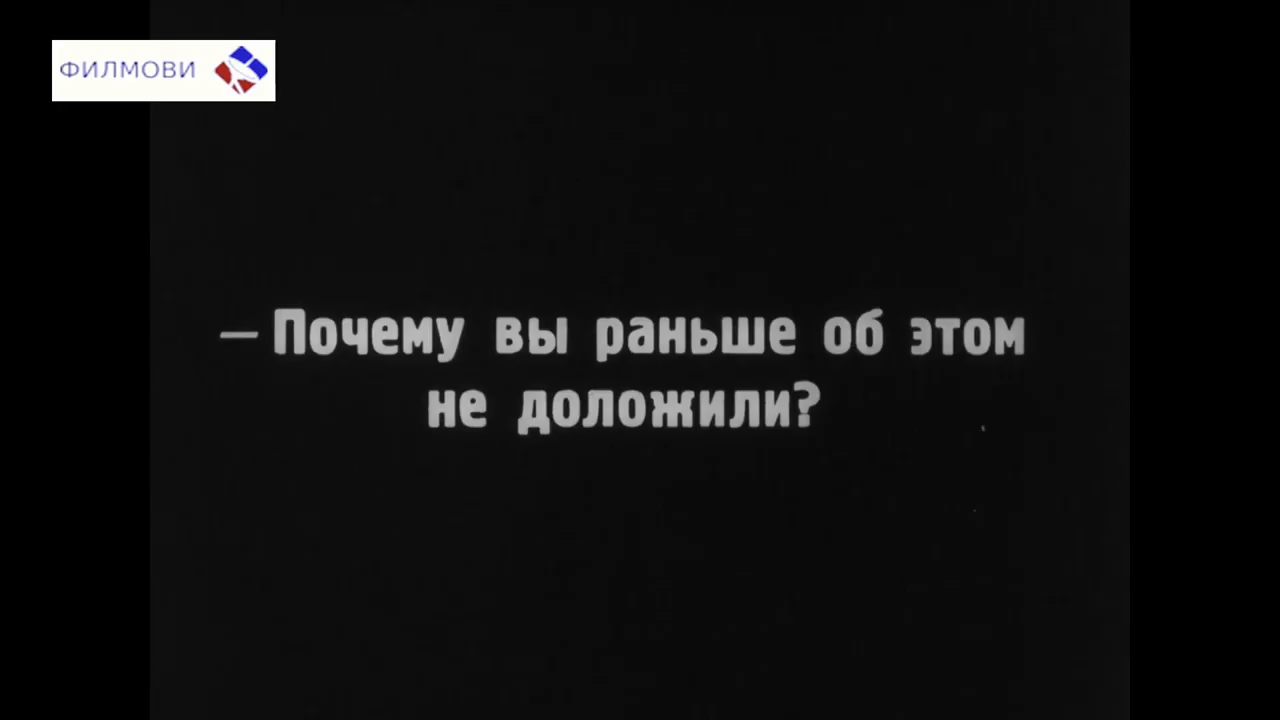 ФИЛМОВИ
— Почему вы раньше об этом
не доложили?